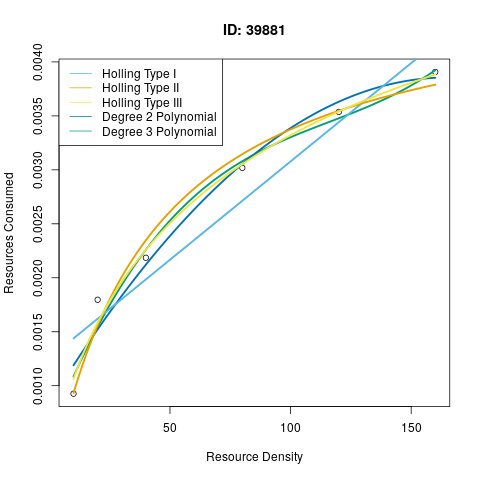 ID: 39881
Holling Type I
Holling Type II
Holling Type III
Degree 2 Polynomial
Degree 3 Polynomial
Resources Consumed
0.0010
0.0015
0.0020
0.0025
0.0030
0.0035
0.0040
50
100
150
Resource Density